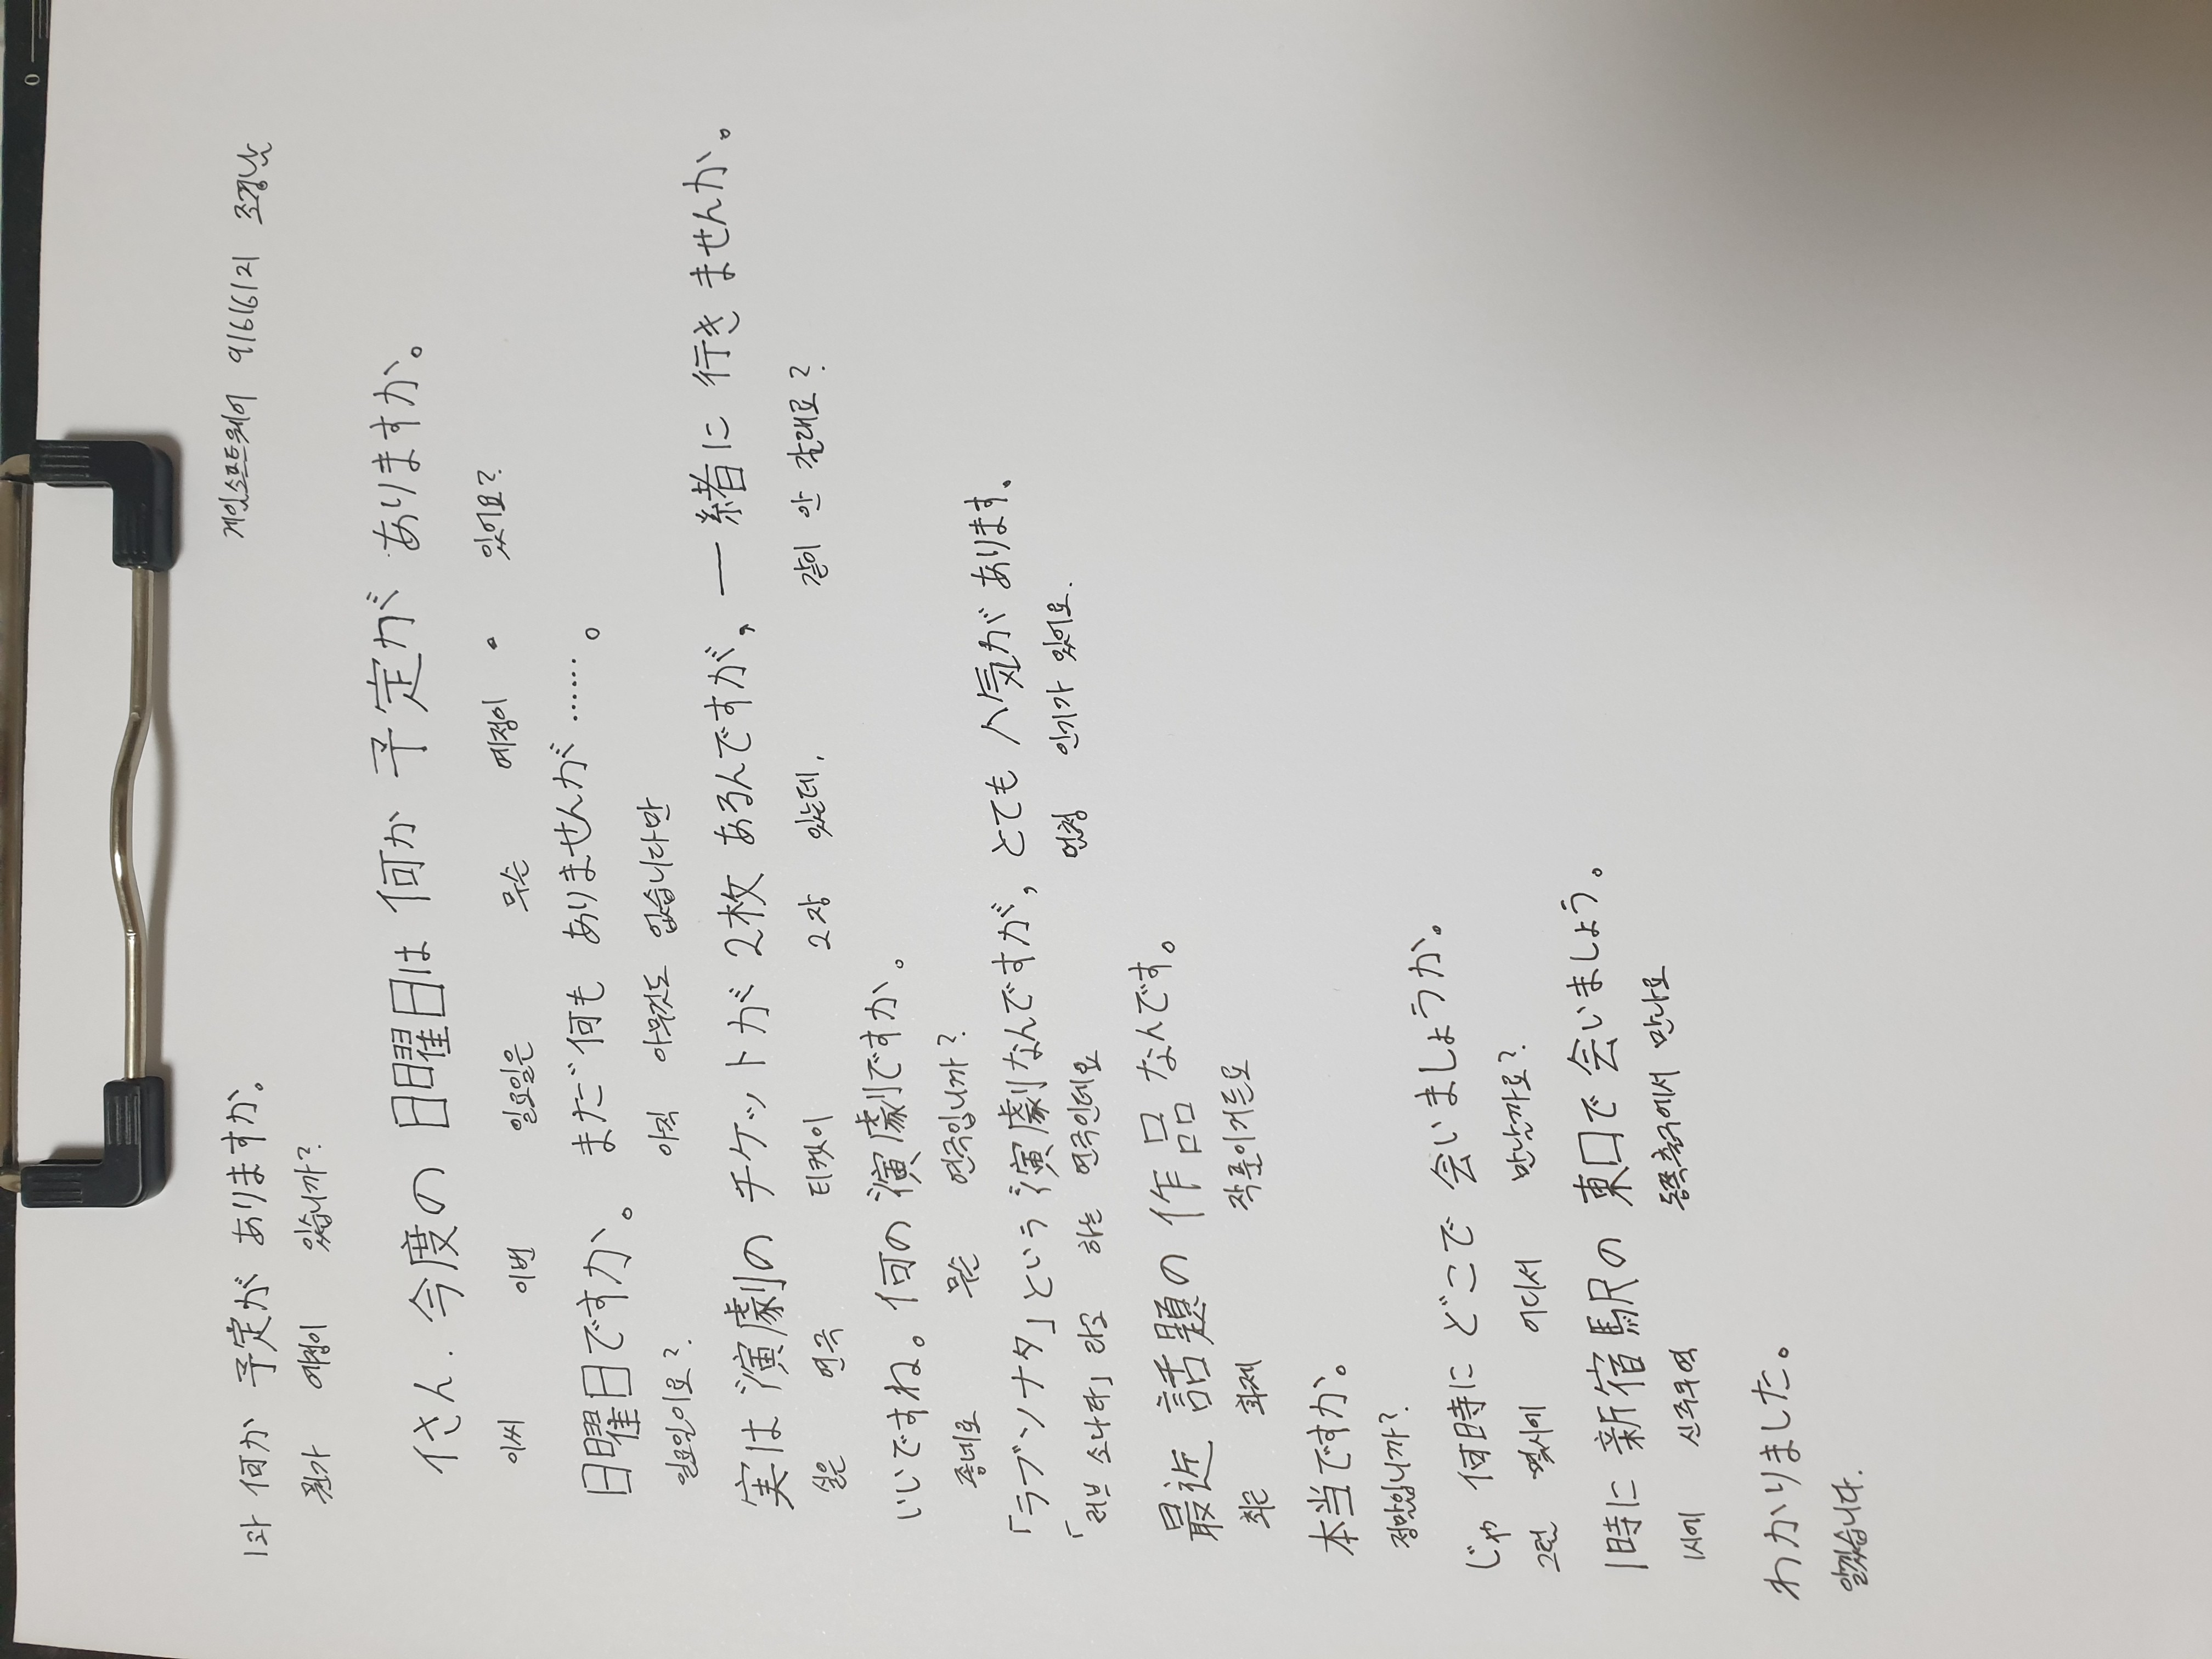 1과 何か 予定が ありますか。 게임소프트웨어 9166121 조경난
뭔가 예정이 있습니까?
イさん. 今度の 日曜日は 何か 予定が ありますか。
이씨 이번 일요일은 무슨 예정이 있어요?
日曜日ですか。 まだ 何も ありませんが……。
일요일이요? 아직 아무것도 없습니다만
実は 演劇の チケットが 2枚 あるんですが, 一緒に 行きませんか。
실은 연극 티켓이 2장 있는데, 같이 안 갈래요?
いいですね。 何の 演劇ですか。
좋네요 무슨 연극입니까?
「ラブソナタ」という 演劇なんですが, とても 人気が あります.
「러브 소나타」라고 하는 연극인데요 엄청 인기가 있어요.
最近 話題の 作品 なんです。
최근 화제 작품이거든요
本当ですか。
정말입니까?
じゃ 何時に どこで 会いましょうか。
그럼 몇시에 어디서 만날까요?
1時に 新宿駅の 東口で 会いましょう。
1시에 신주쿠역 동쪽출구에서 만나요
わかりました。
알겠습니다.